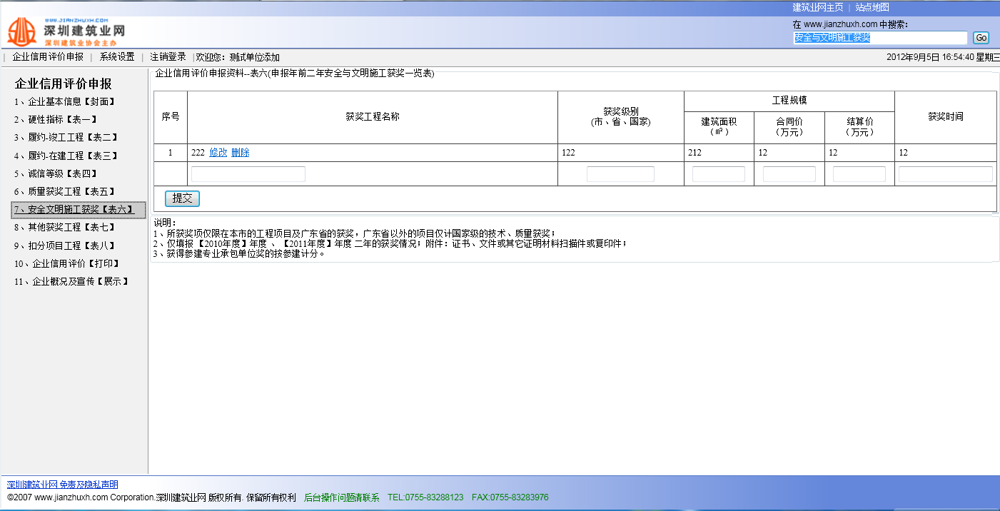 建筑业网主页 | 站点地图
WWW.JIANZHUXH.COM
深圳建筑业网
深圳建筑业协会主办
在 www.jianzhuxh.com 中搜索:
安全与文明施工获奖 Go
| 企业信用评价申报 | 系统设置 | 注销登录 |欢迎您: 测试单位添加
2012年9月5日 16:54:40 星期三
企业信用评价申报
1、企业基本信息【封面】
2、硬性指标【表一】
3、履约-竣工工程【表二】
4、履约-在建工程【表三】
5、诚信等级【表四】
6、质量获奖工程【表五】
7、安全文明施工获奖【表六】
8、其他获奖工程【表七】
9、扣分项目工程【表八】
10、企业信用评价【打印】
11、企业概况及宣传【展示】
企业信用评价申报资料--表六(申报年前二年安全与文明施工获奖一览表)
序号 获奖工程名称 获奖级别 (市、省、国家) 工程规模 获奖时间
建筑面积 (㎡) 合同价 (万元) 结算价 (万元)
1 222 修改 删除 122 212 12 12 12
提交
说明:
1、所获奖项仅限在本市的工程项目及广东省的获奖,广东省以外的项目仅计国家级的技术、质量获奖;
2、仅填报【2010年度】年度 、【2011年度】年度 二年的获奖情况;附件:证书、文件或其它证明材料扫描件或复印件;
3、获得参建专业承包单位奖的按参建计分。
深圳建筑业网 免责及隐私声明
©2007 www.jianzhuxh.com Corporation.深圳建筑业网 版权所有. 保留所有权利 后台操作问题请联系 TEL:0755-83288123 FAX:0755-83283976